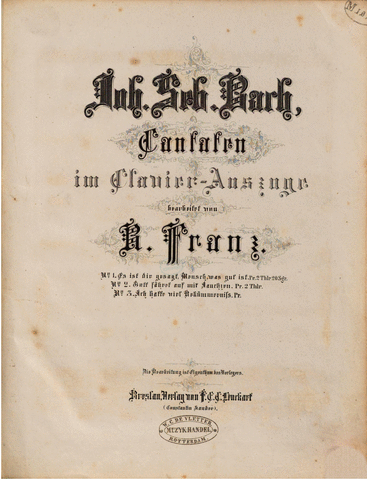 Joh. Seb. Bach,
Cantaten
im Clavier-Auszuge
bearbeitet von
R. Franz.
No 1. Es ist dir gesagt, Mensch, was gut ist. Pr. 2 Thlr. 20 Sgr.
No 2. Gott fähret auf mit Jauchzen. Pr. 2 Thlr.
No 3. Ich hatte viel Bekümmerniss. Pr.
Die Bearbeitung ist Eigenthum des Verlegers.
Breslau, Verlag von F. E. C. Leuckart
(Constantin Sander)
W. C. DE VLETTER
MUZYKHANDEL
ROTTERDAM